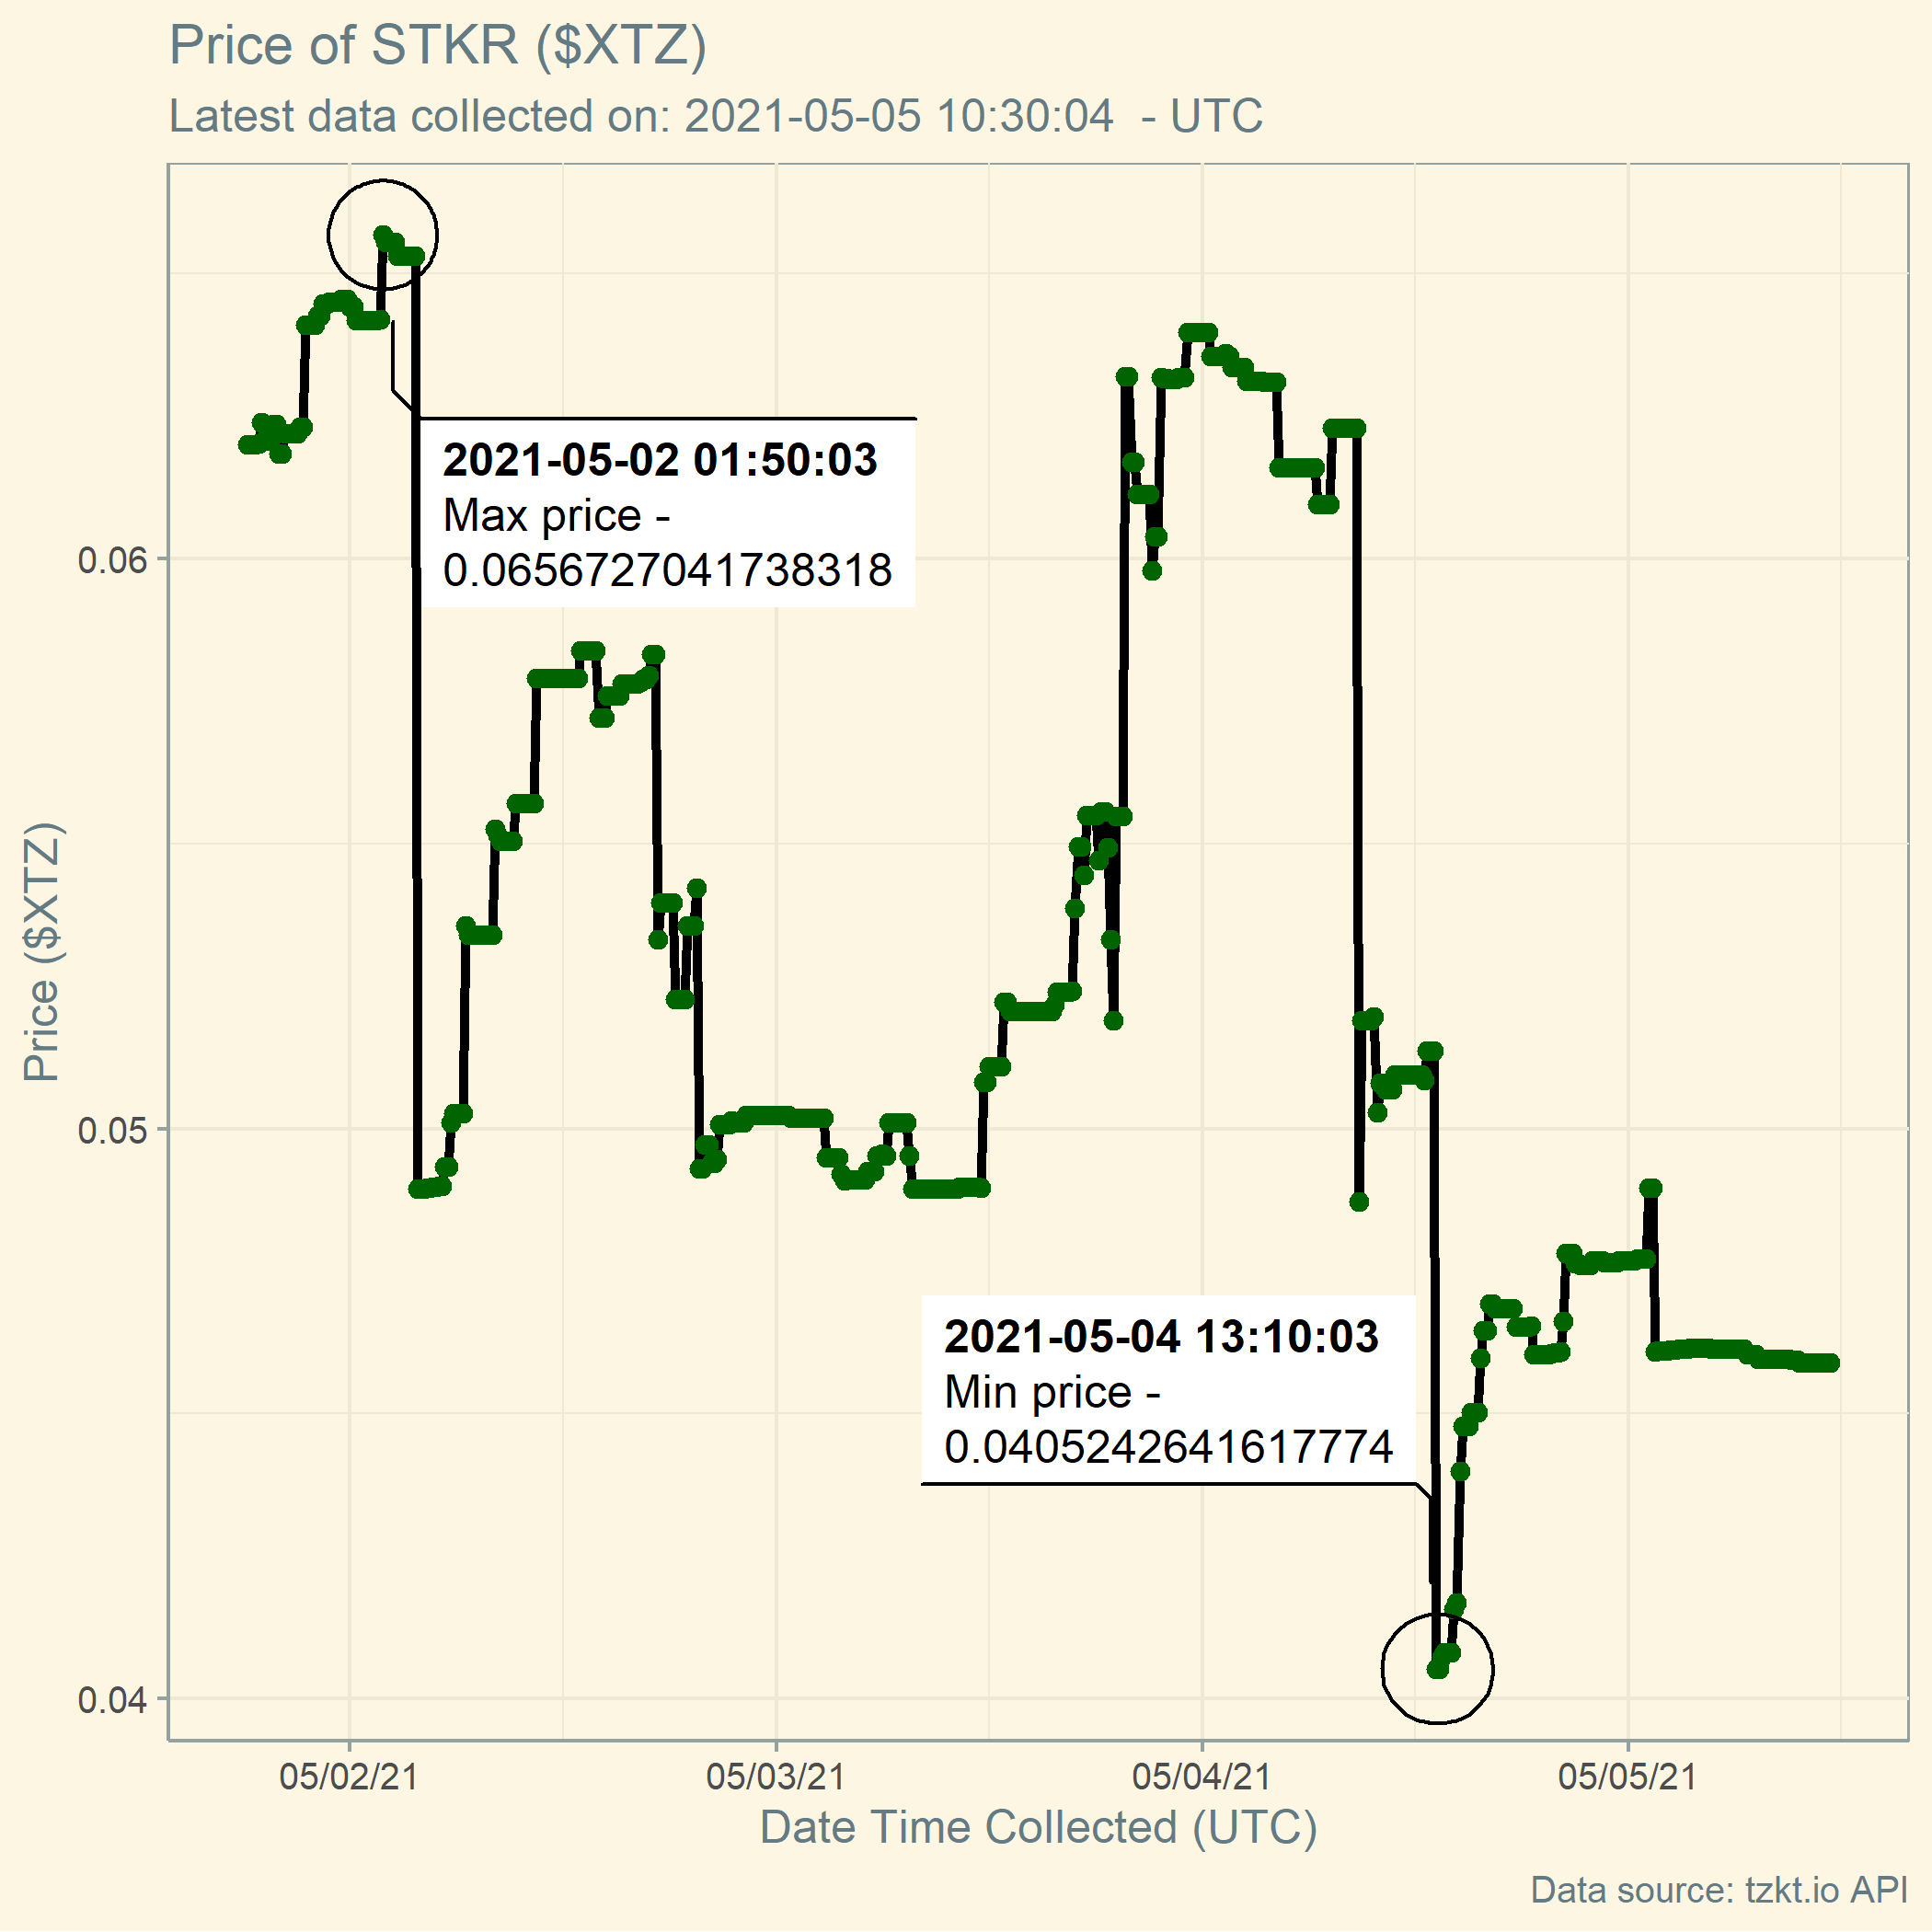 Price of STKR ($XTZ)
Latest data collected on: 2021-05-05 10:30:04  - UTC
Price ($XTZ)
0.06
0.05
0.04
2021-05-02 01:50:03
Max price -
0.0656727041738318
2021-05-04 13:10:03
Min price -
0.0405242641617774
05/02/21
05/03/21
05/04/21
05/05/21
Date Time Collected (UTC)
Data source: tzkt.io API